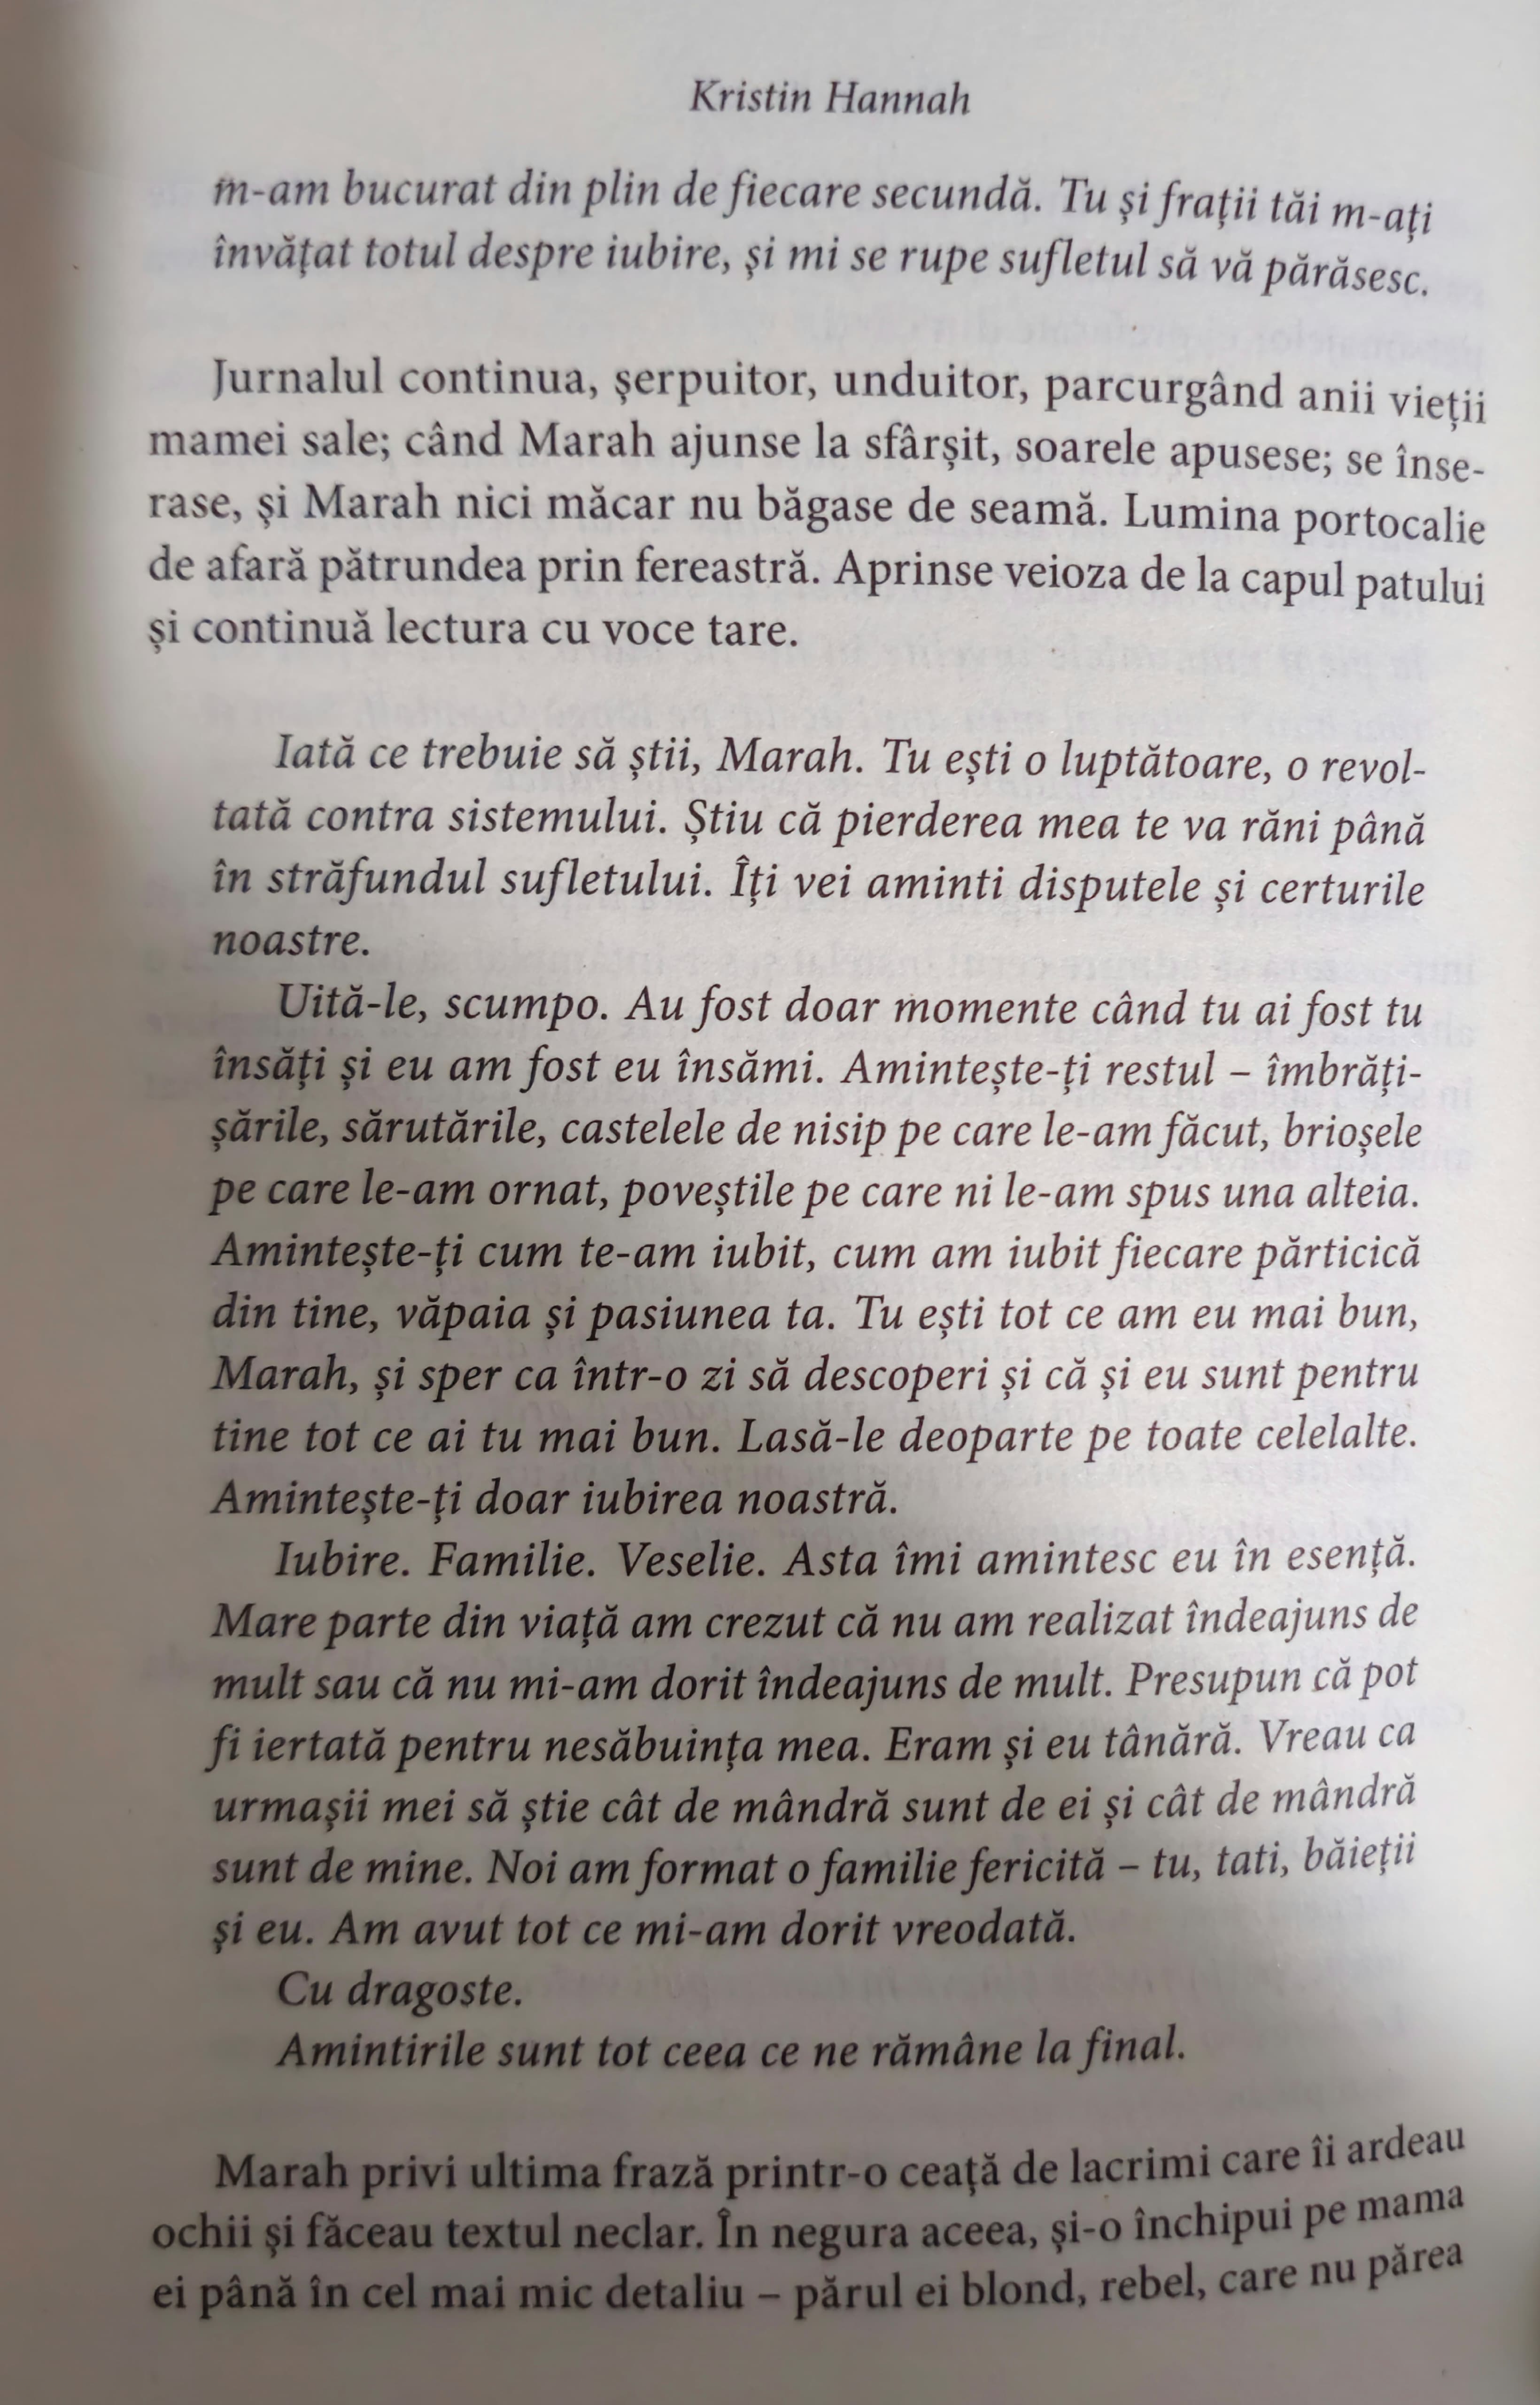 Kristin Hannah
m-am bucurat din plin de fiecare secundă. Tu și frații tăi m-ați
învățat totul despre iubire, și mi se rupe sufletul să vă părăsesc.
Jurnalul continua, șerpuitor, unduitor, parcurgând anii vieții
mamei sale; când Marah ajunse la sfârșit, soarele apusese; se înse-
rase, și Marah nici măcar nu băgase de seamă. Lumina portocalie
de afară pătrundea prin fereastră. Aprinse veioza de la capul patului
și continuă lectura cu voce tare.
Iată ce trebuie să știi, Marah. Tu ești o luptătoare, o revol-
tată contra sistemului. Știu că pierderea mea te va răni până
în străfundul sufletului. Îți vei aminti disputele și certurile
noastre.
Uită-le, scumpo. Au fost doar momente când tu ai fost tu
însăți și eu am fost eu însămi. Amintește-ți restul – îmbrăți-
șările, sărutările, castelele de nisip pe care le-am făcut, brioșele
pe care le-am ornat, poveștile pe care ni le-am spus una alteia.
Amintește-ți cum te-am iubit, cum am iubit fiecare părticică
din tine, văpaia și pasiunea ta. Tu ești tot ce am eu mai bun,
Marah, și sper ca într-o zi să descoperi și că și eu sunt pentru
tine tot ce ai tu mai bun. Lasă-le deoparte pe toate celelalte.
Amintește-ți doar iubirea noastră.
Iubire. Familie. Veselie. Asta îmi amintesc eu în esență.
Mare parte din viață am crezut că nu am realizat îndeajuns de
mult sau că nu mi-am dorit îndeajuns de mult. Presupun că pot
fi iertată pentru nesăbuința mea. Eram și eu tânără. Vreau ca
urmașii mei să știe cât de mândră sunt de ei și cât de mândră
sunt de mine. Noi am format o familie fericită – tu, tati, băieții
și eu. Am avut tot ce mi-am dorit vreodată.
Cu dragoste.
Amintirile sunt tot ceea ce ne rămâne la final.
Marah privi ultima frază printr-o ceață de lacrimi care îi ardeau
ochii și făceau textul neclar. În negura aceea, și-o închipui pe mama
ei până în cel mai mic detaliu – părul ei blond, rebel, care nu părea